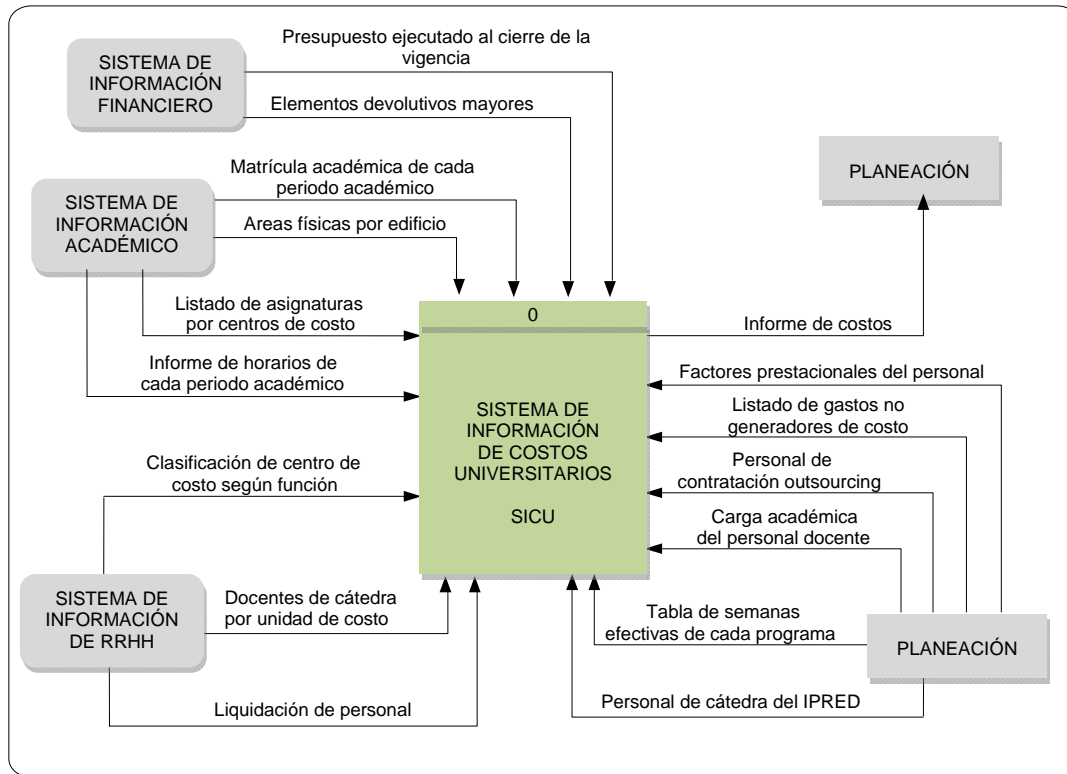 Presupuesto ejecutado al cierre de la
vigencia
SISTEMA DE
INFORMACIÓN
FINANCIERO
Elementos devolutivos mayores
Matrícula académica de cada
periodo académico
PLANEACIÓN
SISTEMA DE
INFORMACIÓN
ACADÉMICO
Areas físicas por edificio
Listado de asignaturas
por centros de costo
0
Informe de costos
Informe de horarios de
cada periodo académico
Factores prestacionales del personal
Listado de gastos no
generadores de costo
SISTEMA DE
INFORMACIÓN
DE COSTOS
UNIVERSITARIOS
SICU
Clasificación de centro de
costo según función
Personal de
contratación outsourcing
Carga académica
del personal docente
SISTEMA DE
INFORMACIÓN
DE RRHH
Docentes de cátedra
por unidad de costo
Tabla de semanas
efectivas de cada programa
PLANEACIÓN
Liquidación de personal
Personal de cátedra del IPRED